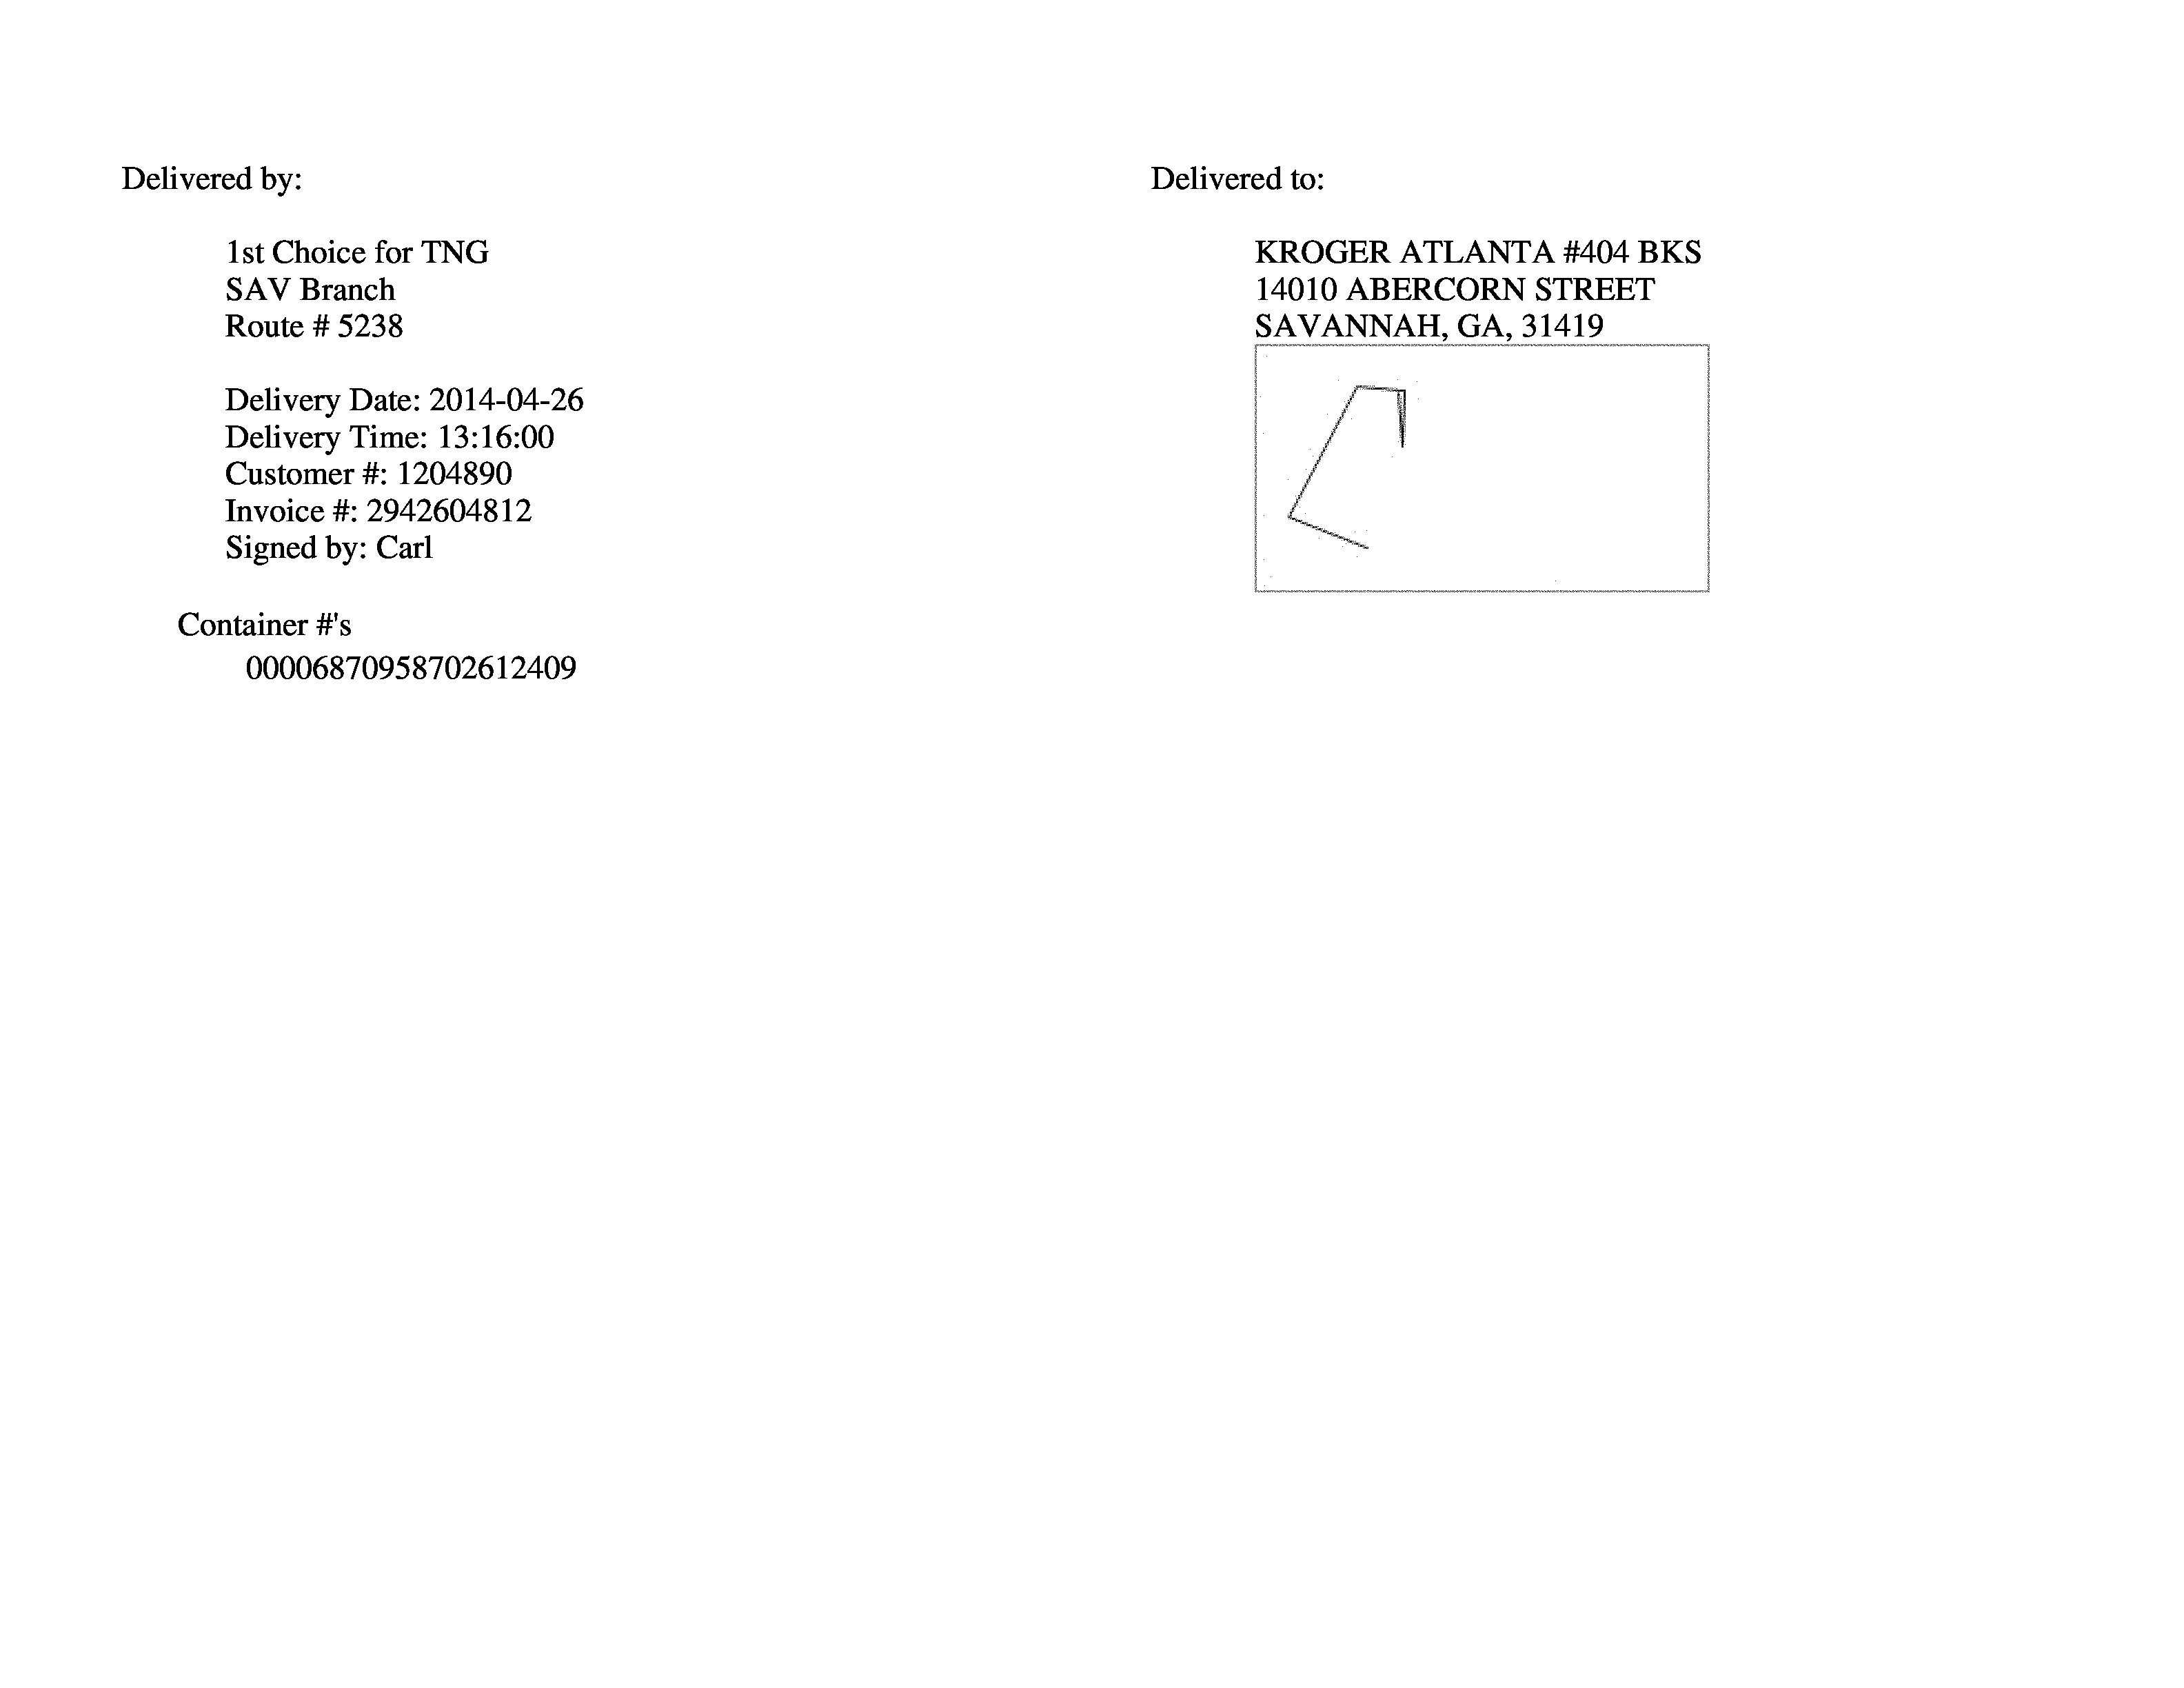 Delivered by:
1st Choice for TNG
SAV Branch
Route # 5238
Delivery Date: 2014-04-26
Delivery Time: 13:16:00
Customer #: 1204890
Invoice #: 2942604812
Signed by: Carl
Container #'s
00006870958702612409
Delivered to:
KROGER ATLANTA #404 BKS
14010 ABERCORN STREET
SAVANNAH, GA, 31419